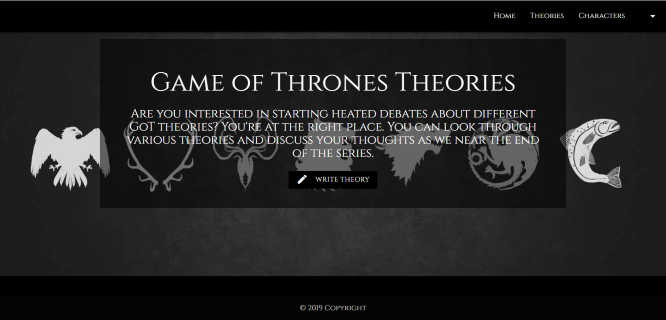 Home Theories Characters
Game of Thrones Theories
Are you interested in starting heated debates about different
GoT theories? You're at the right place. You can look through
various theories and discuss your thoughts as we near the end
of the series.
write theory
© 2019 Copyright